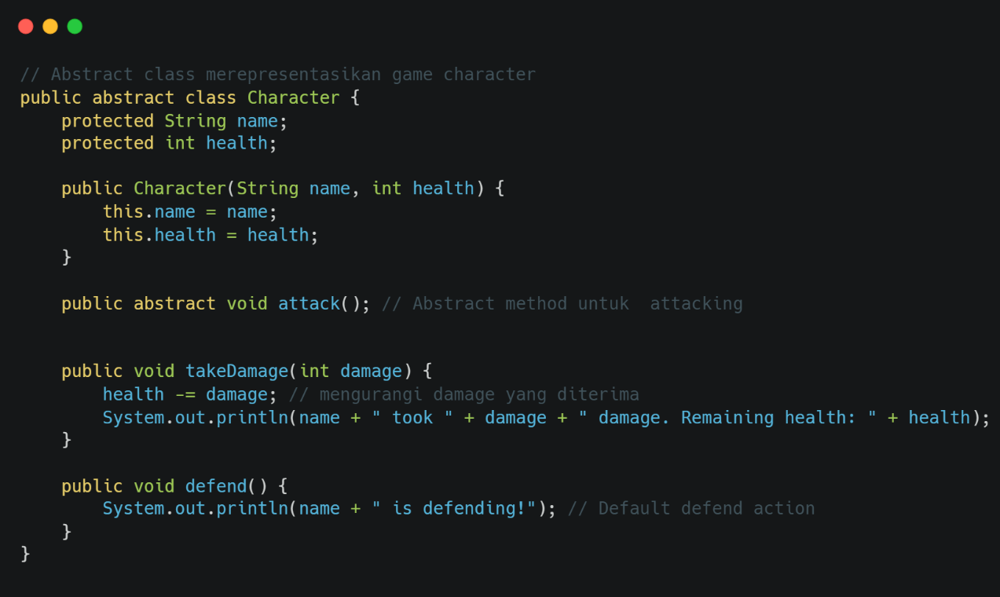 // Abstract class merepresentasikan game character
public abstract class Character {
    protected String name;
    protected int health;

    public Character(String name, int health) {
        this.name = name;
        this.health = health;
    }

    public abstract void attack(); // Abstract method untuk  attacking


    public void takeDamage(int damage) {
        health -= damage; // mengurangi damage yang diterima
        System.out.println(name + " took " + damage + " damage. Remaining health: " + health);
    }

    public void defend() {
        System.out.println(name + " is defending!"); // Default defend action
    }
}